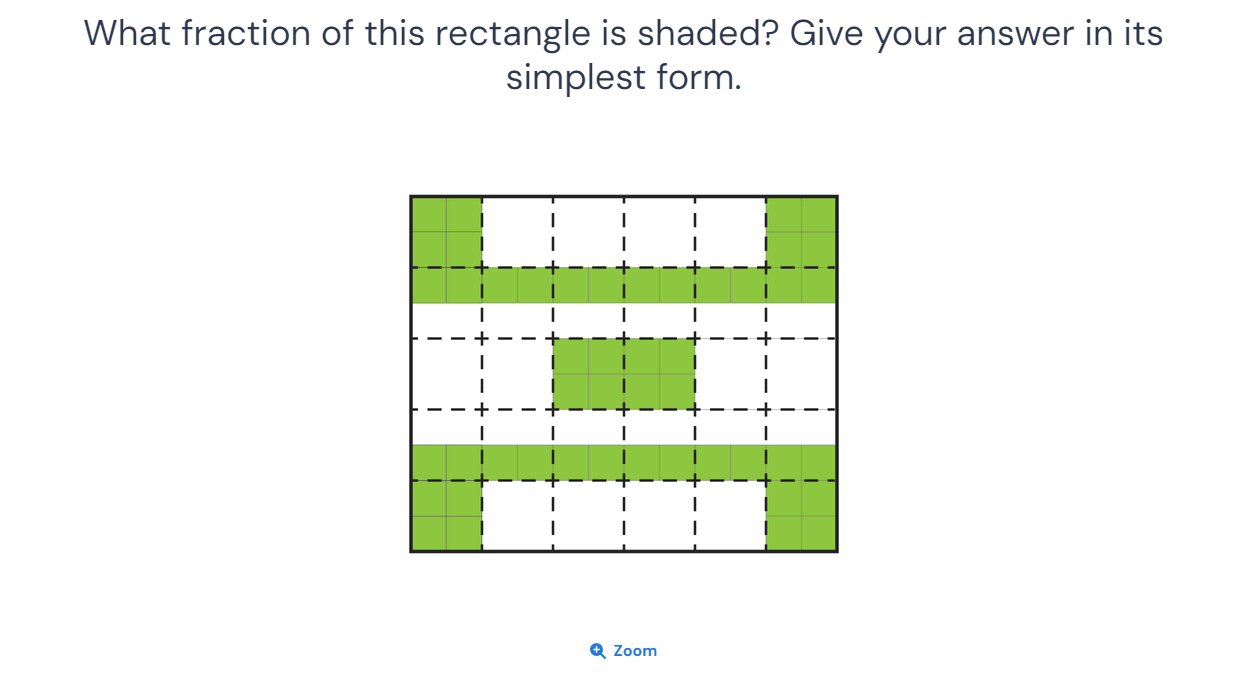 What fraction of this rectangle is shaded? Give your answer in its
simplest form.
Zoom